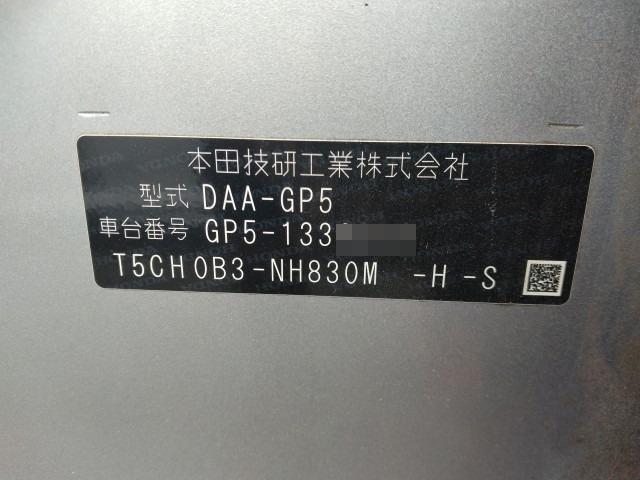 本田技研工業株式会社
型式 DAA-GP5
車台番号 GP5-133
T5CH0B3-NH830M -H -S